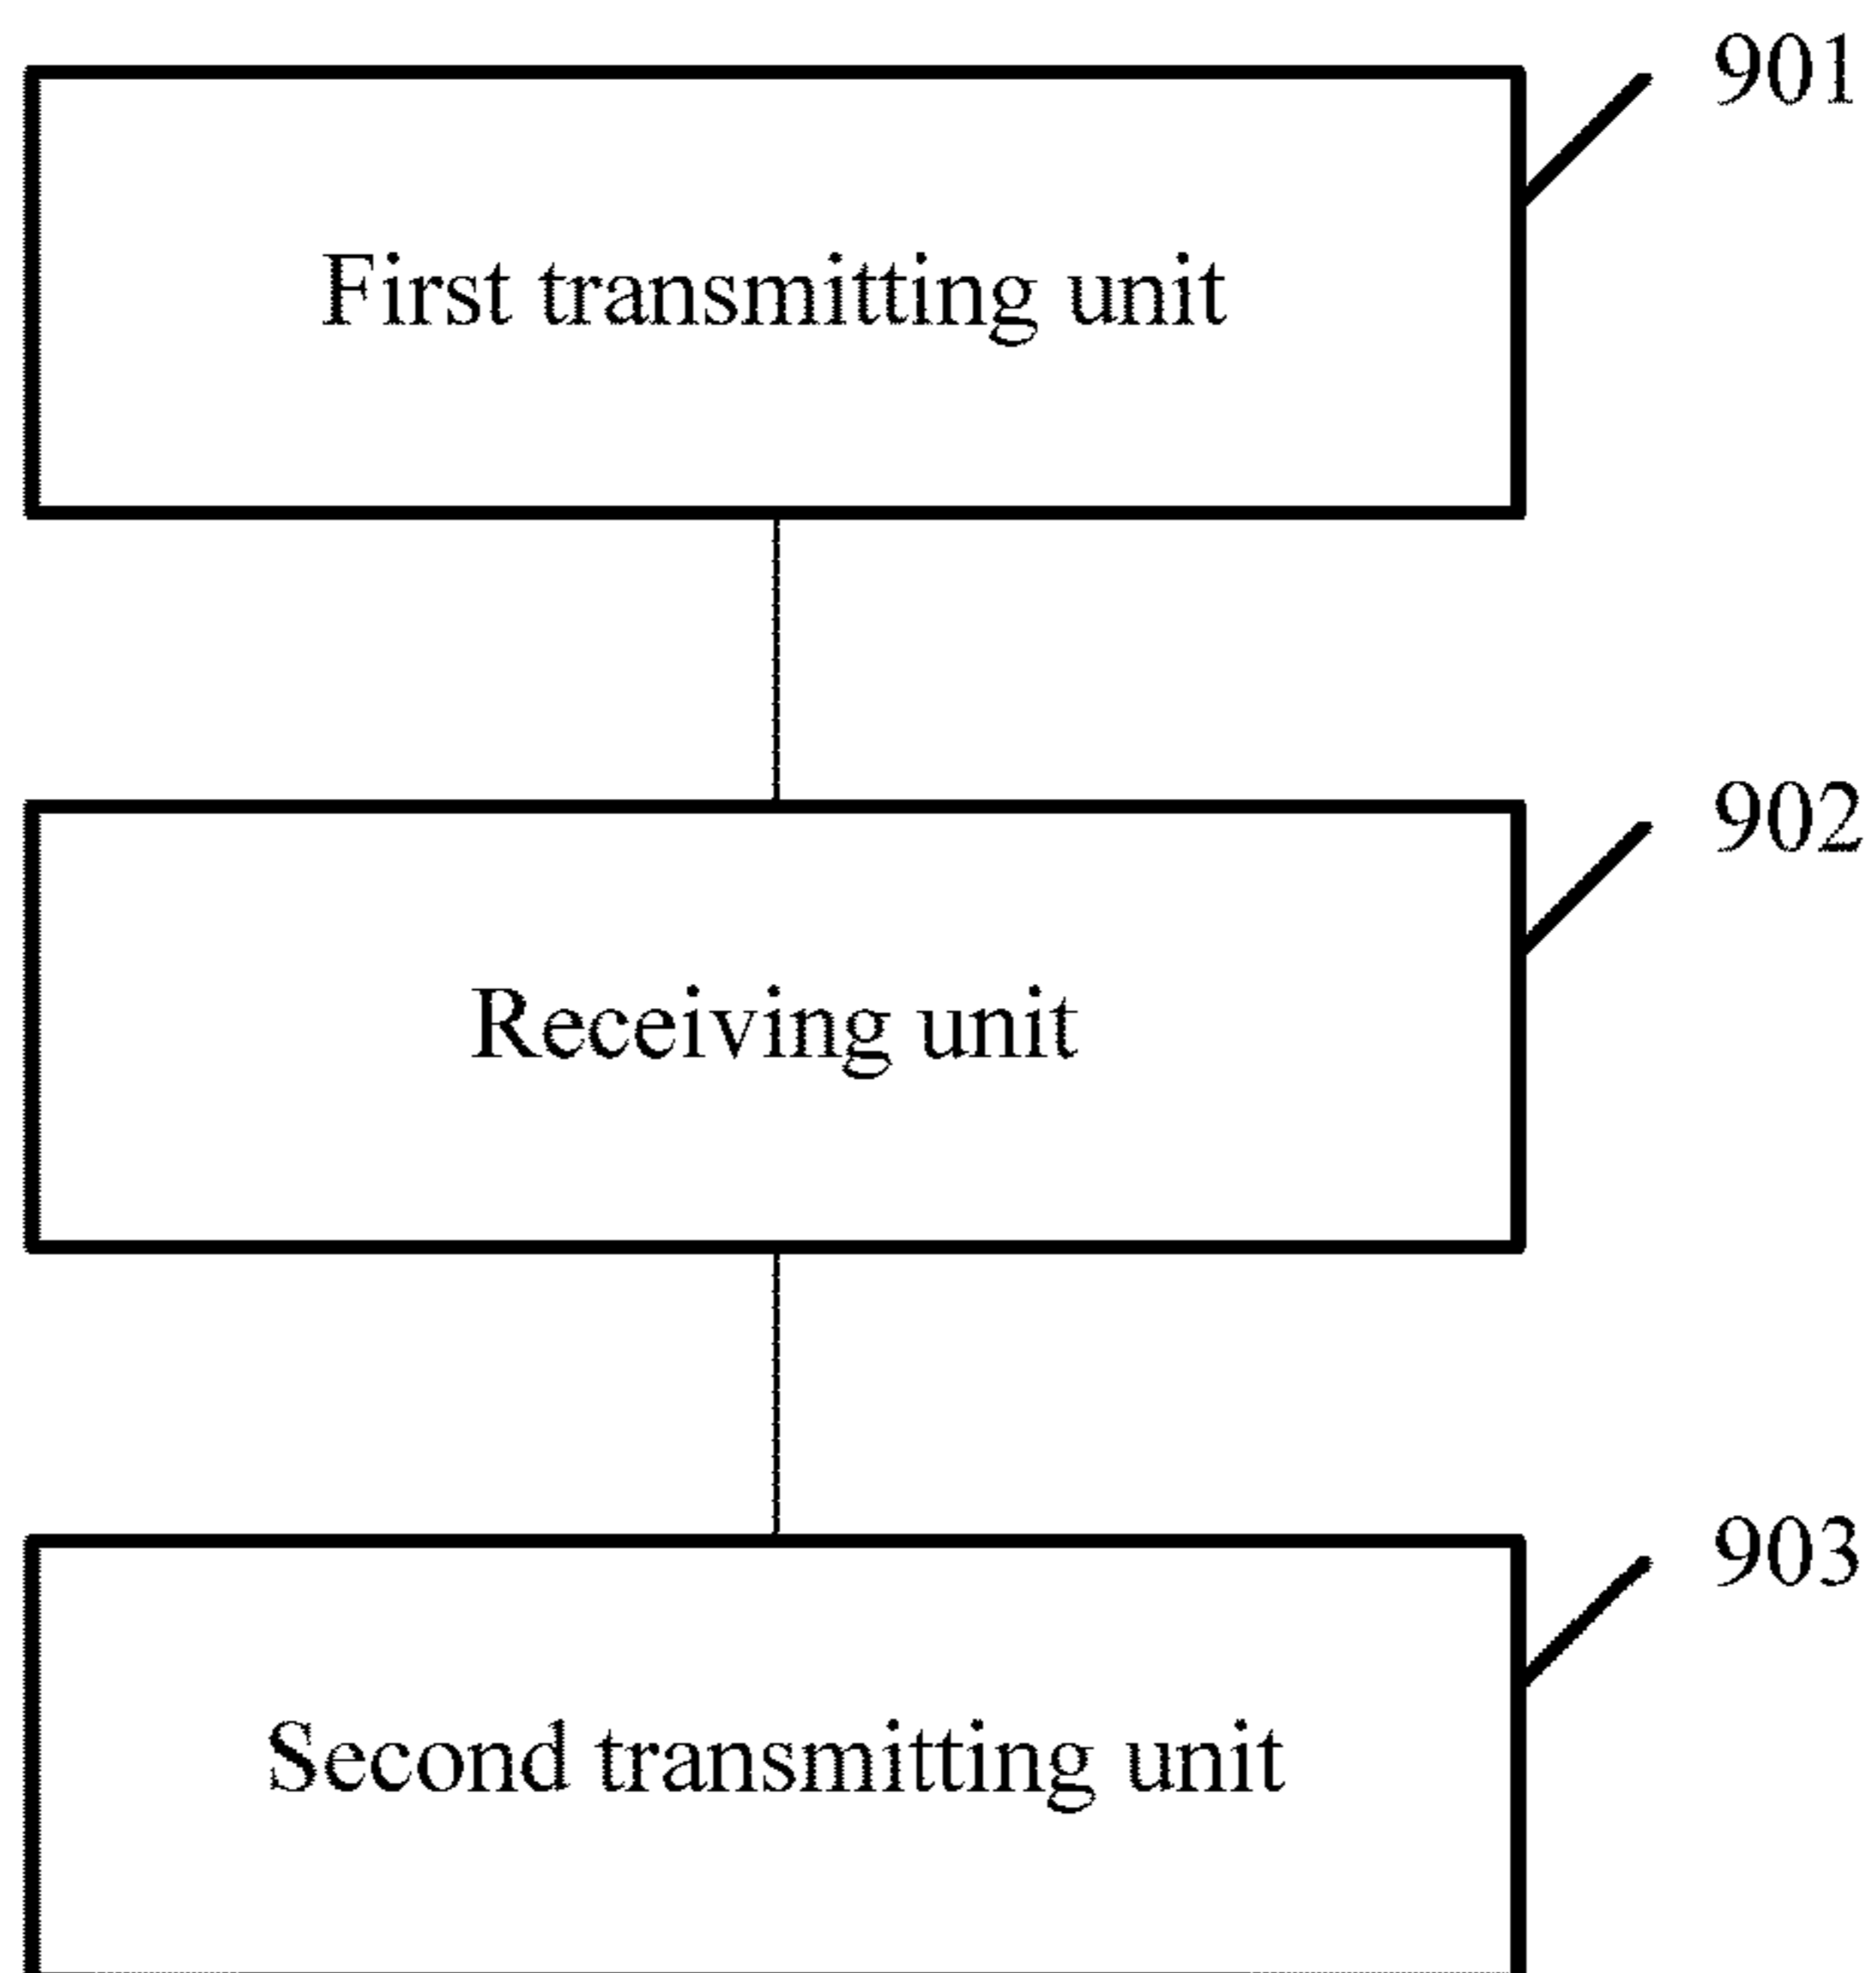 901
First transmitting unit
902
Receiving unit
903
Second transmitting unit